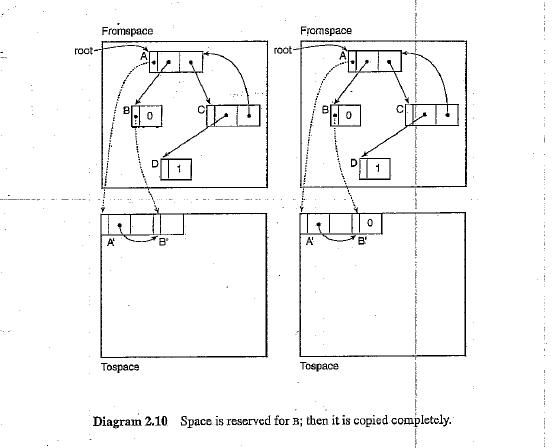 Fromspace Fromspace
root A root A
B 0 C B 0 C
D 1 D 1
0
A' B' A' B'
Tospace Tospace
Diagram 2.10 Space is reserved for B; then it is copied completely.